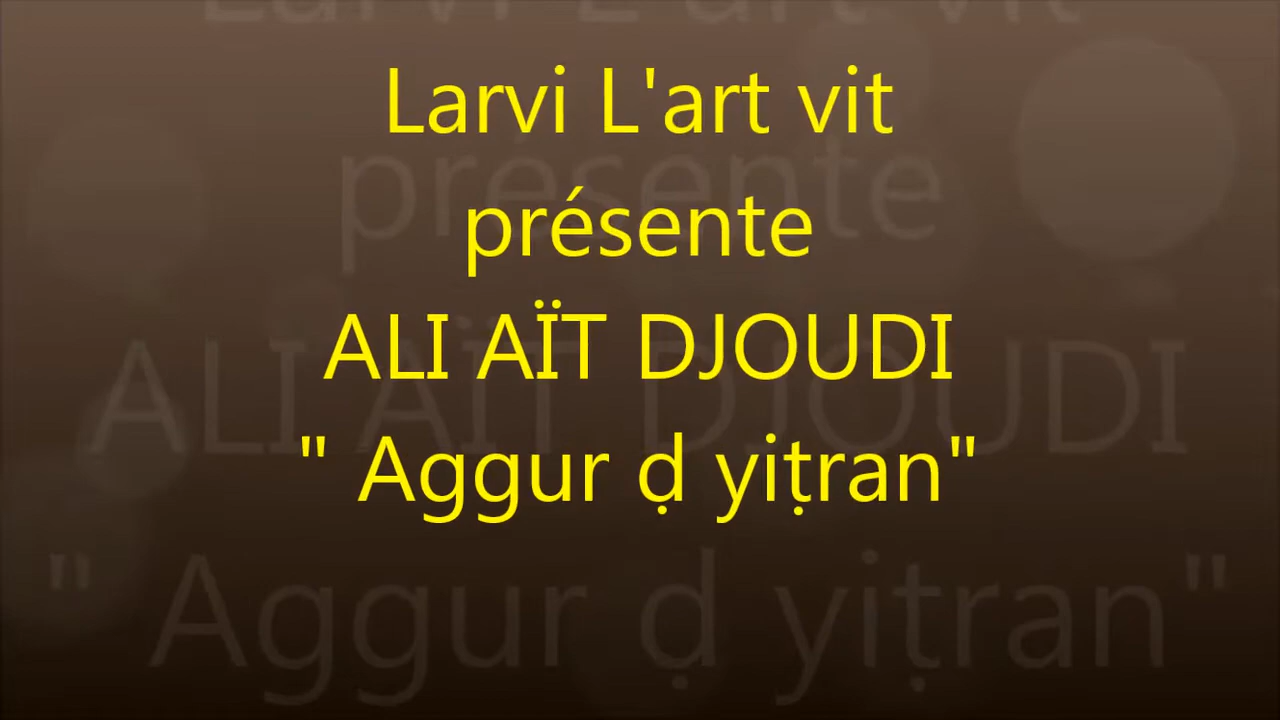 Larvi L'art vit
présente
ALI AÏT DJOUDI
" Aggur ḍ yiṭran"